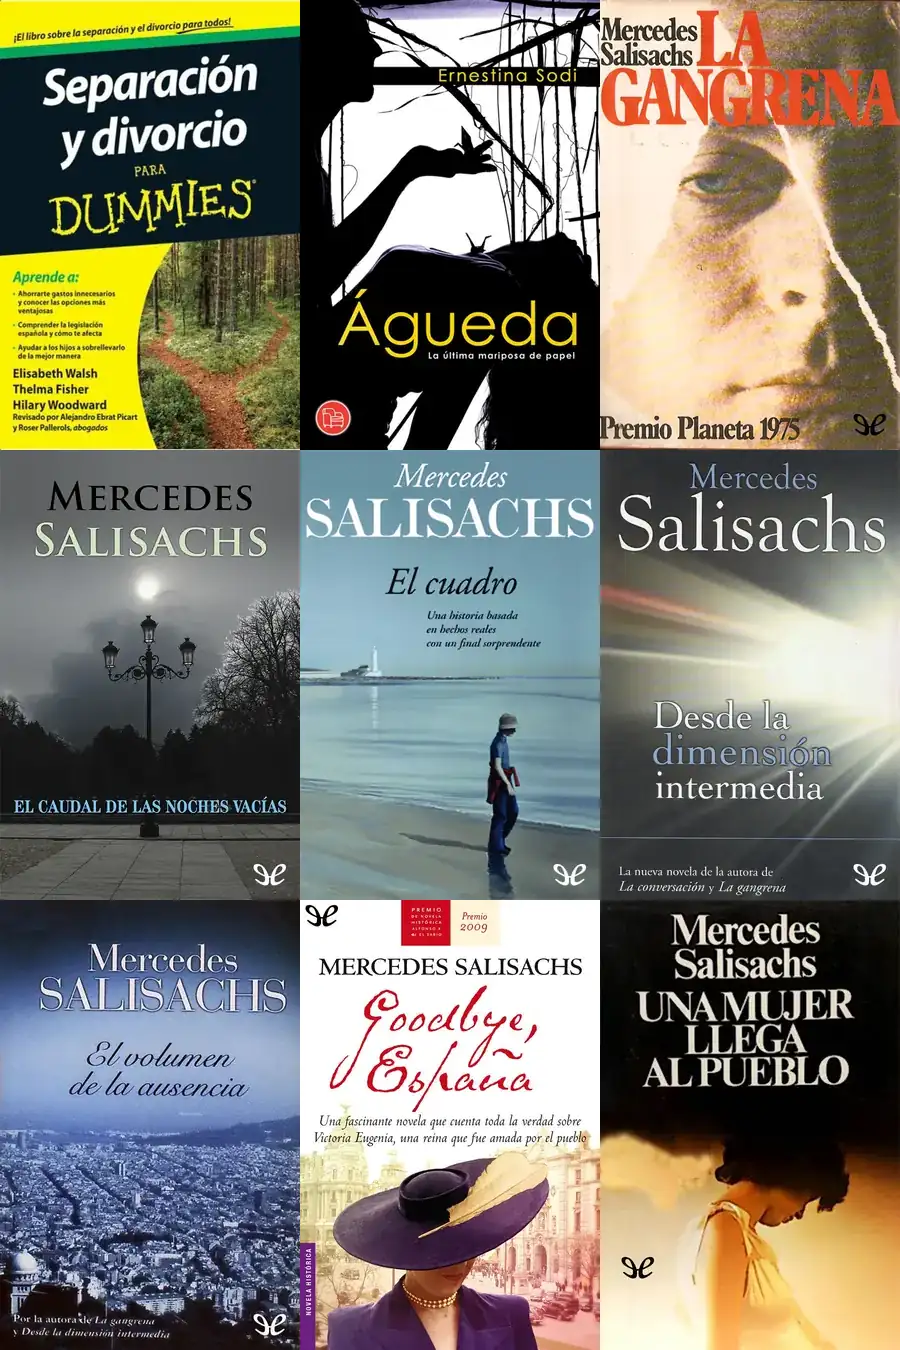 ¡El libro sobre la separación y el divorcio para todos!
Separación
y divorcio
PARA
DUMMIES®
Aprende a:
• Ahorrarte gastos innecesarios
y conocer las opciones más
ventajosas
• Comprender la legislación
española y cómo te afecta
• Ayudar a los hijos a sobrellevarlo
de la mejor manera
Elisabeth Walsh
Thelma Fisher
Hilary Woodward
Revisado por Alejandro Ebrat Picart
y Roser Pallerols, abogados
Ernestina Sodi
Águeda
La última mariposa de papel
Mercedes
Salisachs
LA
GANGRENA
Premio Planeta 1975
MERCEDES
SALISACHS
EL CAUDAL DE LAS NOCHES VACÍAS
Mercedes
SALISACHS
El cuadro
Una historia basada
en hechos reales
con un final sorprendente
Mercedes
Salisachs
Desde la
dimensión
intermedia
La nueva novela de la autora de
La conversación y La gangrena
Mercedes
SALISACHS
El volumen
de la ausencia
Por la autora de La gangrena
y Desde la dimensión intermedia
PREMIO
DE NOVELA
HISTÓRICA
ALFONSO X
EL SABIO
Premio
2009
MERCEDES SALISACHS
Goodbye,
España
Una fascinante novela que cuenta toda la verdad sobre
Victoria Eugenia, una reina que fue amada por el pueblo
NOVELA HISTÓRICA
Mercedes
Salisachs
UNA MUJER
LLEGA
AL PUEBLO